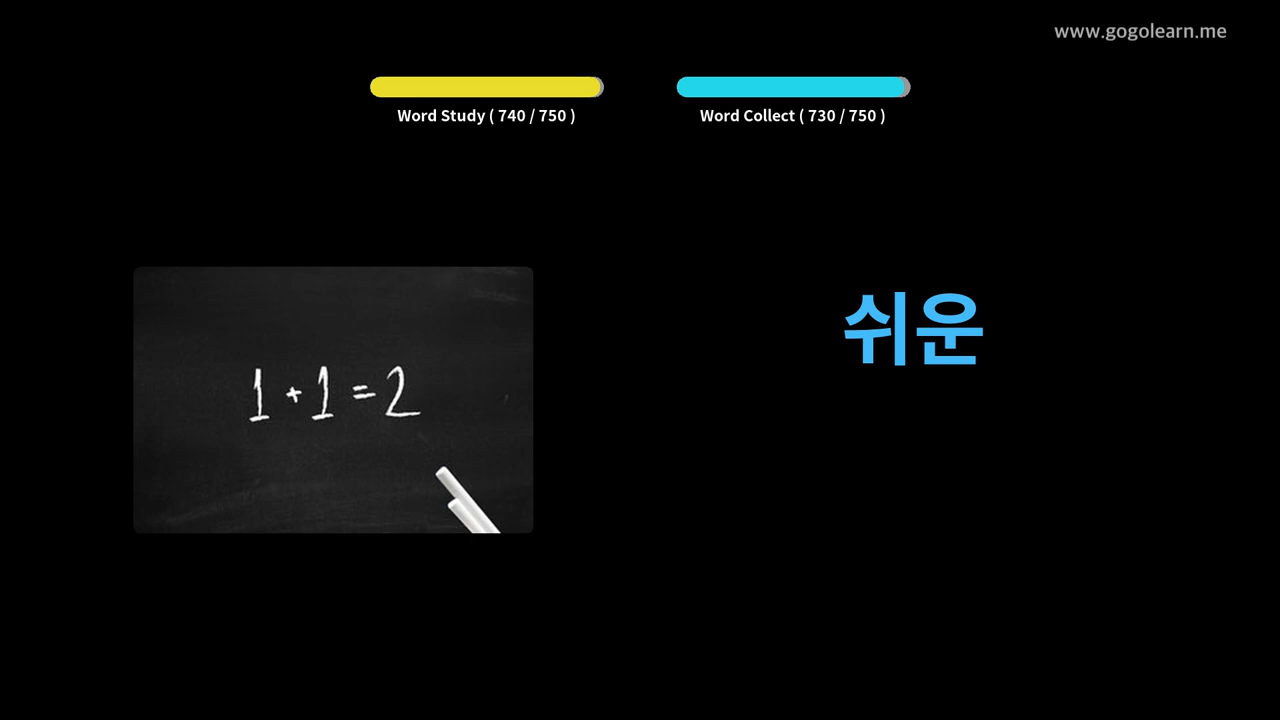 www.gogolearn.me
Word Study ( 740 / 750 )
Word Collect ( 730 / 750 )
쉬운
1 + 1 = 2